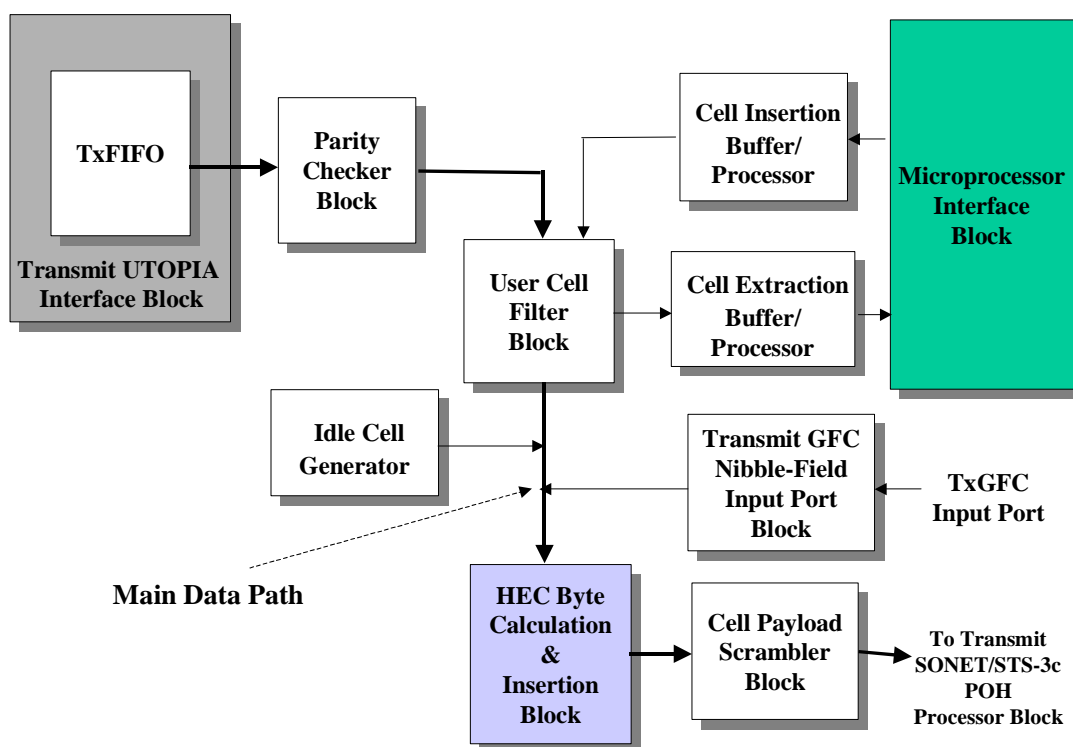 TxFIFO
Transmit UTOPIA
Interface Block
Parity
Checker
Block
Cell Insertion
Buffer/
Processor
Microprocessor
Interface
Block
User Cell
Filter
Block
Cell Extraction
Buffer/
Processor
Idle Cell
Generator
Transmit GFC
Nibble-Field
Input Port
Block
TxGFC
Input Port
Main Data Path
HEC Byte
Calculation
&
Insertion
Block
Cell Payload
Scrambler
Block
To Transmit
SONET/STS-3c
POH
Processor Block